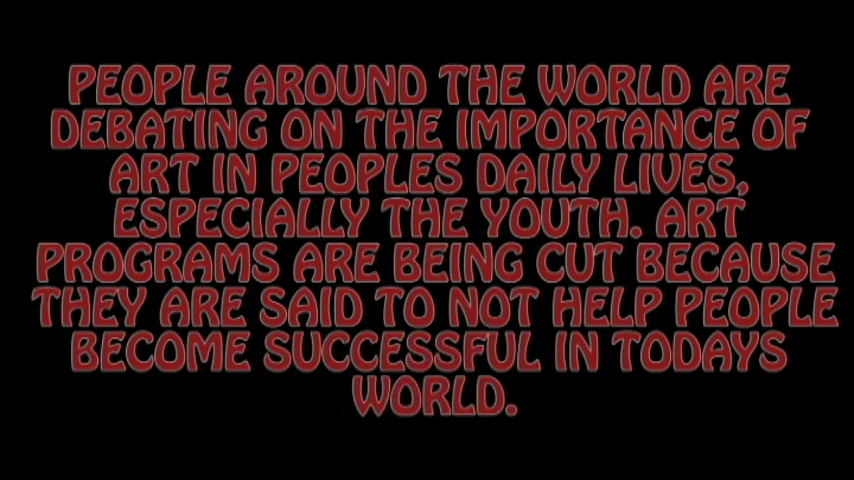 PEOPLE AROUND THE WORLD ARE
DEBATING ON THE IMPORTANCE OF
ART IN PEOPLES DAILY LIVES,
ESPECIALLY THE YOUTH. ART
PROGRAMS ARE BEING CUT BECAUSE
THEY ARE SAID TO NOT HELP PEOPLE
BECOME SUCCESSFUL IN TODAYS
WORLD.